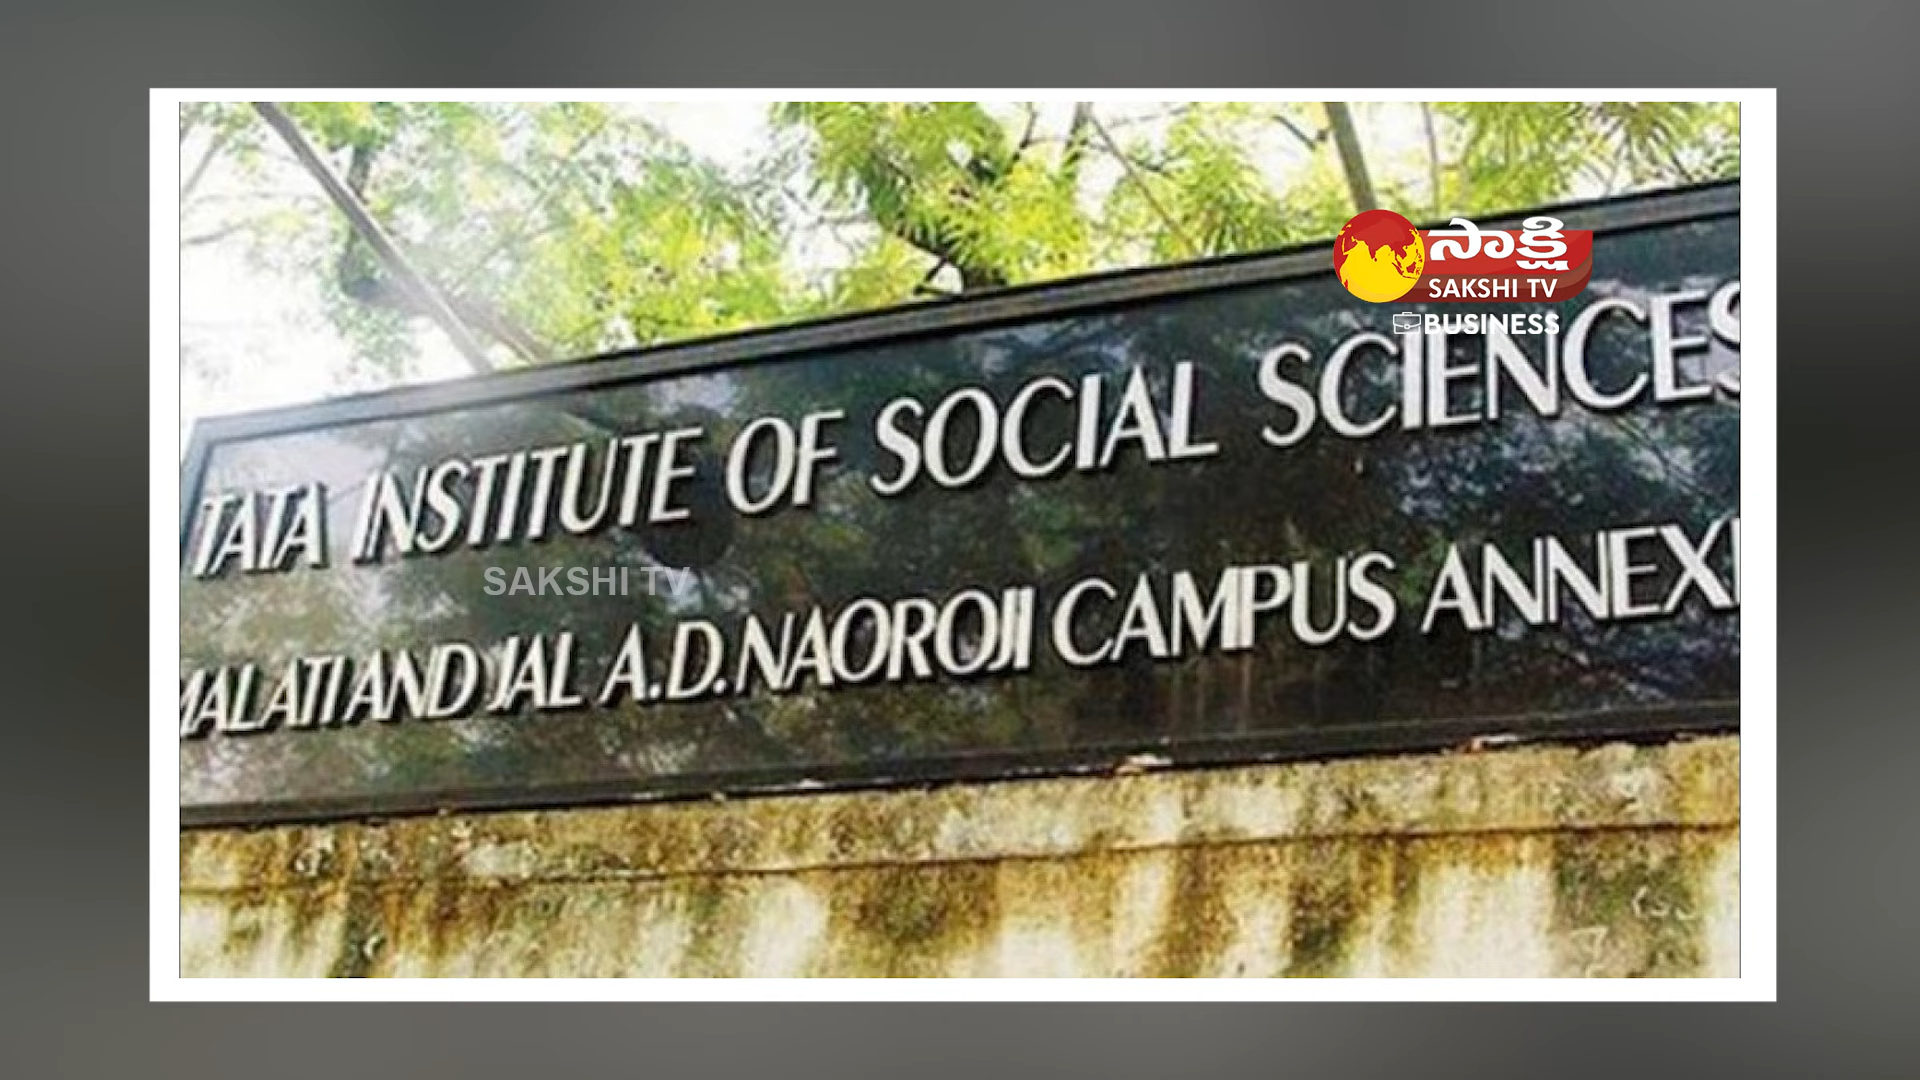 సాక్షి
SAKSHI TV
BUSINESS
TATA INSTITUTE OF SOCIAL SCIENCES
SAKSHI TV
MALATI AND JAL A.D. NAOROJI CAMPUS ANNEX